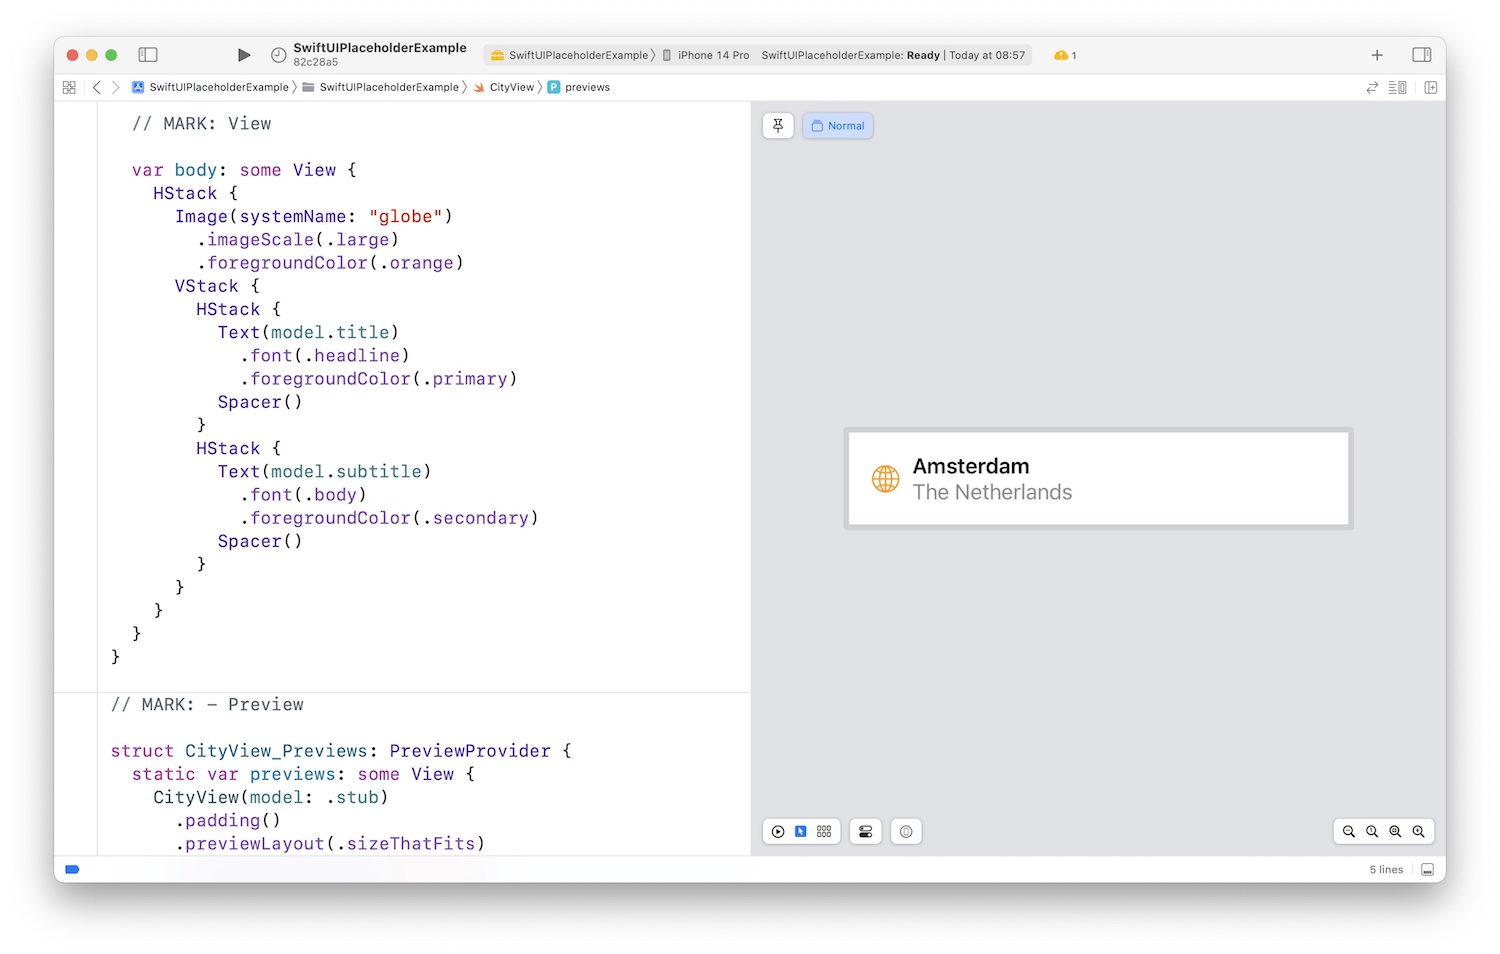 SwiftUIPlaceholderExample
82c28a5
SwiftUIPlaceholderExample 〉 iPhone 14 Pro
SwiftUIPlaceholderExample: Ready | Today at 08:57
1
SwiftUIPlaceholderExample 〉 SwiftUIPlaceholderExample 〉 CityView 〉 P previews
// MARK: View
var body: some View {
HStack {
Image(systemName: "globe")
.imageScale(.large)
.foregroundColor(.orange)
VStack {
HStack {
Text(model.title)
.font(.headline)
.foregroundColor(.primary)
Spacer()
}
HStack {
Text(model.subtitle)
.font(.body)
.foregroundColor(.secondary)
Spacer()
}
}
}
}
}
// MARK: – Preview
struct CityView_Previews: PreviewProvider {
static var previews: some View {
CityView(model: .stub)
.padding()
.previewLayout(.sizeThatFits)
Normal
Amsterdam
The Netherlands
5 lines